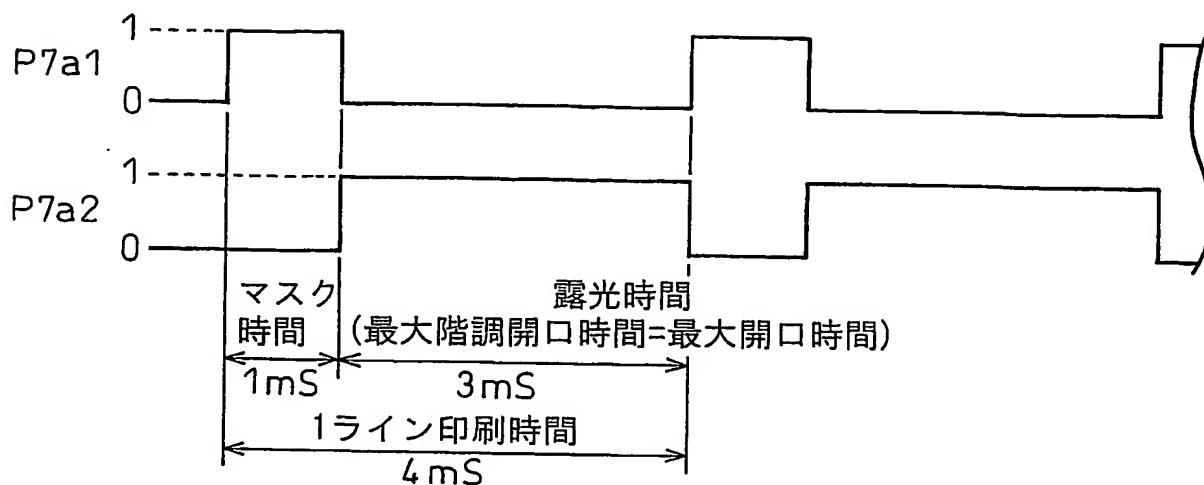 1
P7a1
0
1
P7a2
0
マスク 露光時間
時間 (最大階調開口時間=最大開口時間)
1mS 3mS
1ライン印刷時間
4mS